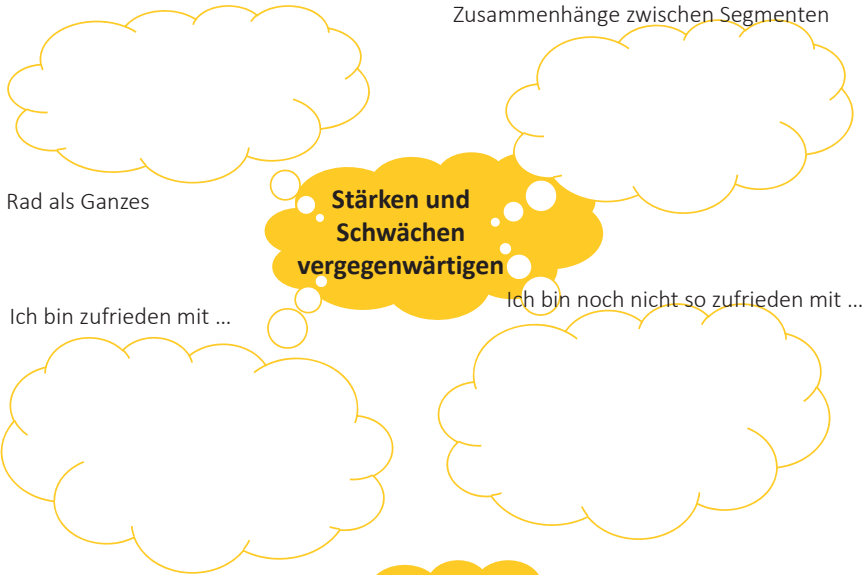 Zusammenhänge zwischen Segmenten
Rad als Ganzes
Stärken und
Schwächen
vergegenwärtigen
Ich bin zufrieden mit ...
Ich bin noch nicht so zufrieden mit ...